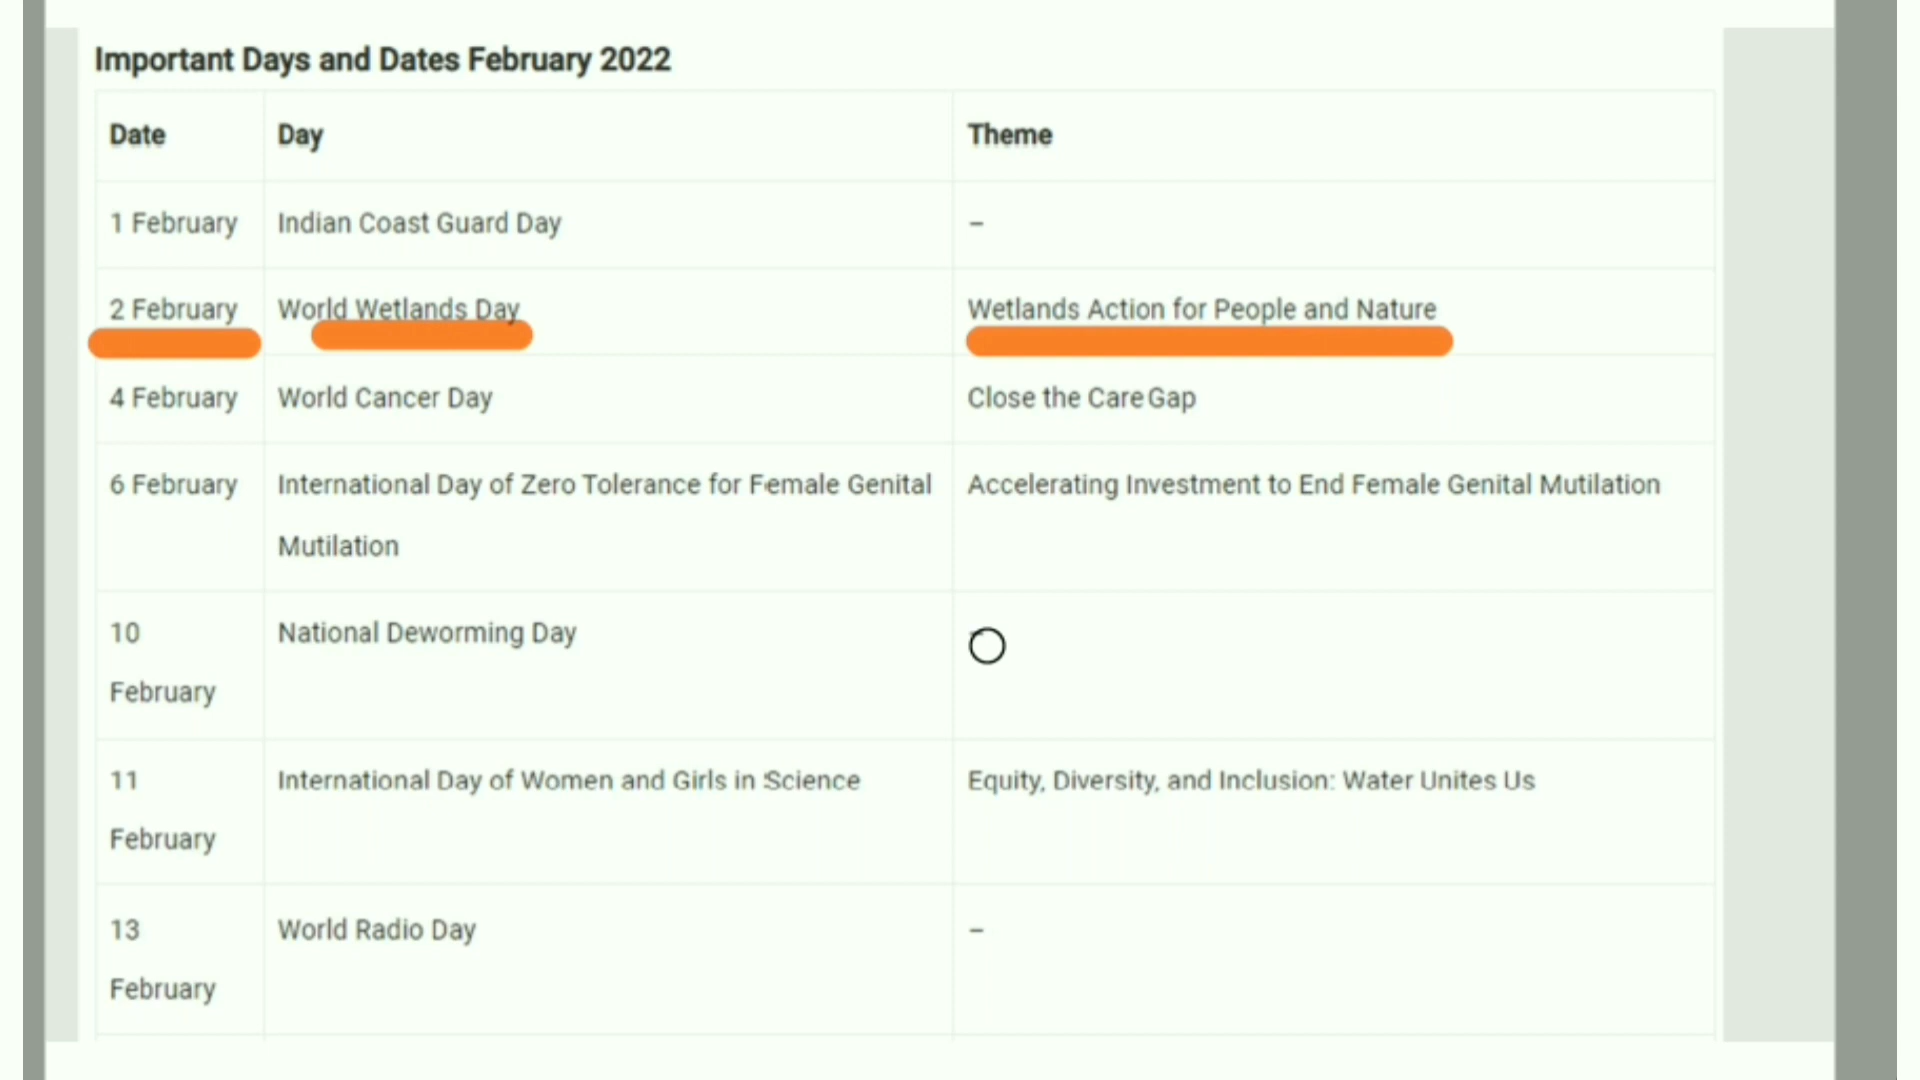 Important Days and Dates February 2022
Date Day Theme
1 February Indian Coast Guard Day –
2 February World Wetlands Day Wetlands Action for People and Nature
4 February World Cancer Day Close the Care Gap
6 February International Day of Zero Tolerance for Female Genital Accelerating Investment to End Female Genital Mutilation
Mutilation
10 National Deworming Day
February
11 International Day of Women and Girls in Science Equity, Diversity, and Inclusion: Water Unites Us
February
13 World Radio Day –
February